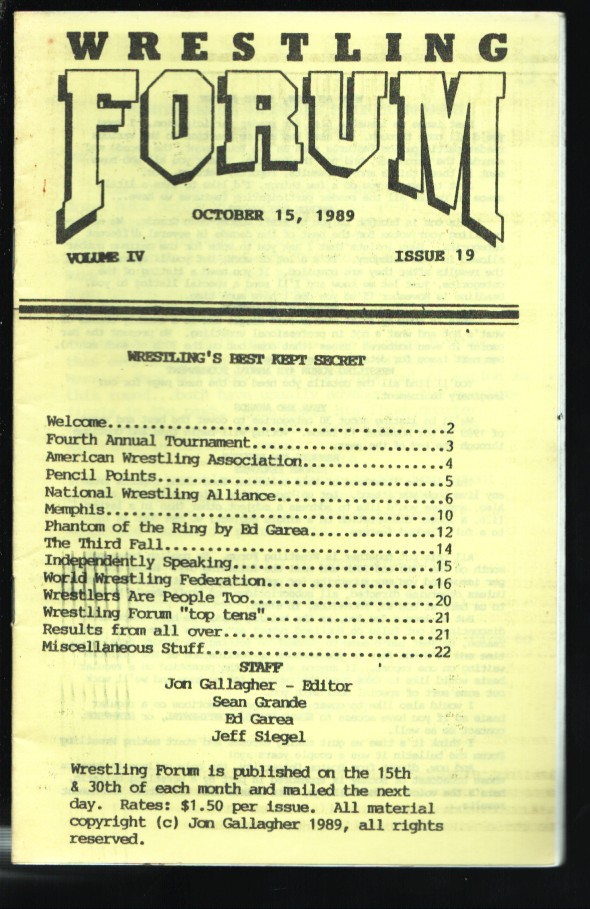 WRESTLING
FORUM
OCTOBER 15, 1989
VOLUME IV ISSUE 19
WRESTLING'S BEST KEPT SECRET
Welcome..........................................2
Fourth Annual Tournament.........................3
American Wrestling Association...................4
Pencil Points....................................5
National Wrestling Alliance......................6
Memphis.........................................10
Phantom of the Ring by Ed Garea.................12
The Third Fall..................................14
Independently Speaking..........................15
World Wrestling Federation......................16
Wrestlers Are People Too........................20
Wrestling Forum "top tens"......................21
Results from all over...........................21
Miscellaneous Stuff.............................22
STAFF
Jon Gallagher - Editor
Sean Grande
Ed Garea
Jeff Siegel
Wrestling Forum is published on the 15th
& 30th of each month and mailed the next
day. Rates: $1.50 per issue. All material
copyright (c) Jon Gallagher 1989, all rights
reserved.